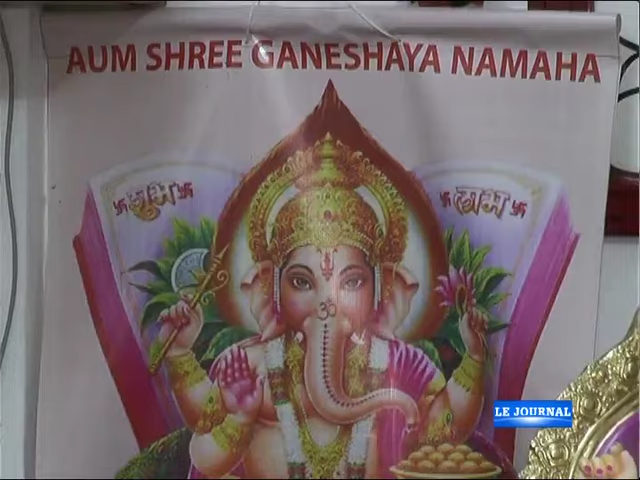 AUM SHREE GANESHAYA NAMAHA
शुभ
लाभ
LE JOURNAL